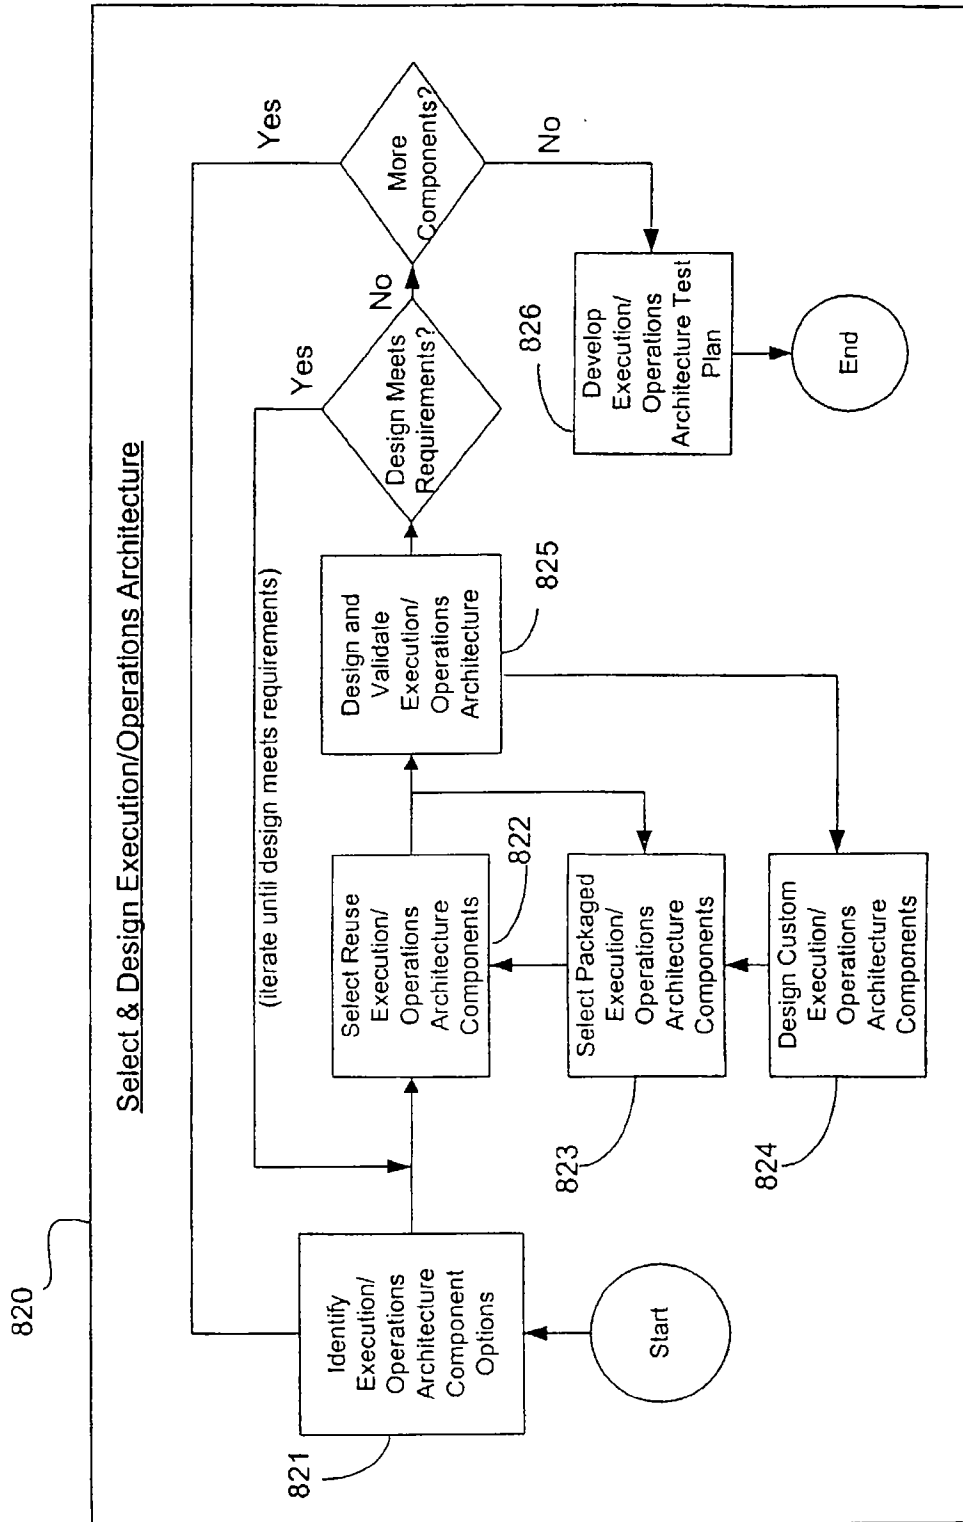 820
Select & Design Execution/Operations Architecture
Yes
(iterate until design meets requirements)
Yes
821
Identify
Execution/
Operations
Architecture
Component
Options
Start
Select Reuse
Execution/
Operations
Architecture
Components
822
823
Select Packaged
Execution/
Operations
Architecture
Components
824
Design Custom
Execution/
Operations
Architecture
Components
Design and
Validate
Execution/
Operations
Architecture
825
Design Meets
Requirements?
No
More
Components?
No
826
Develop
Execution/
Operations
Architecture Test
Plan
End